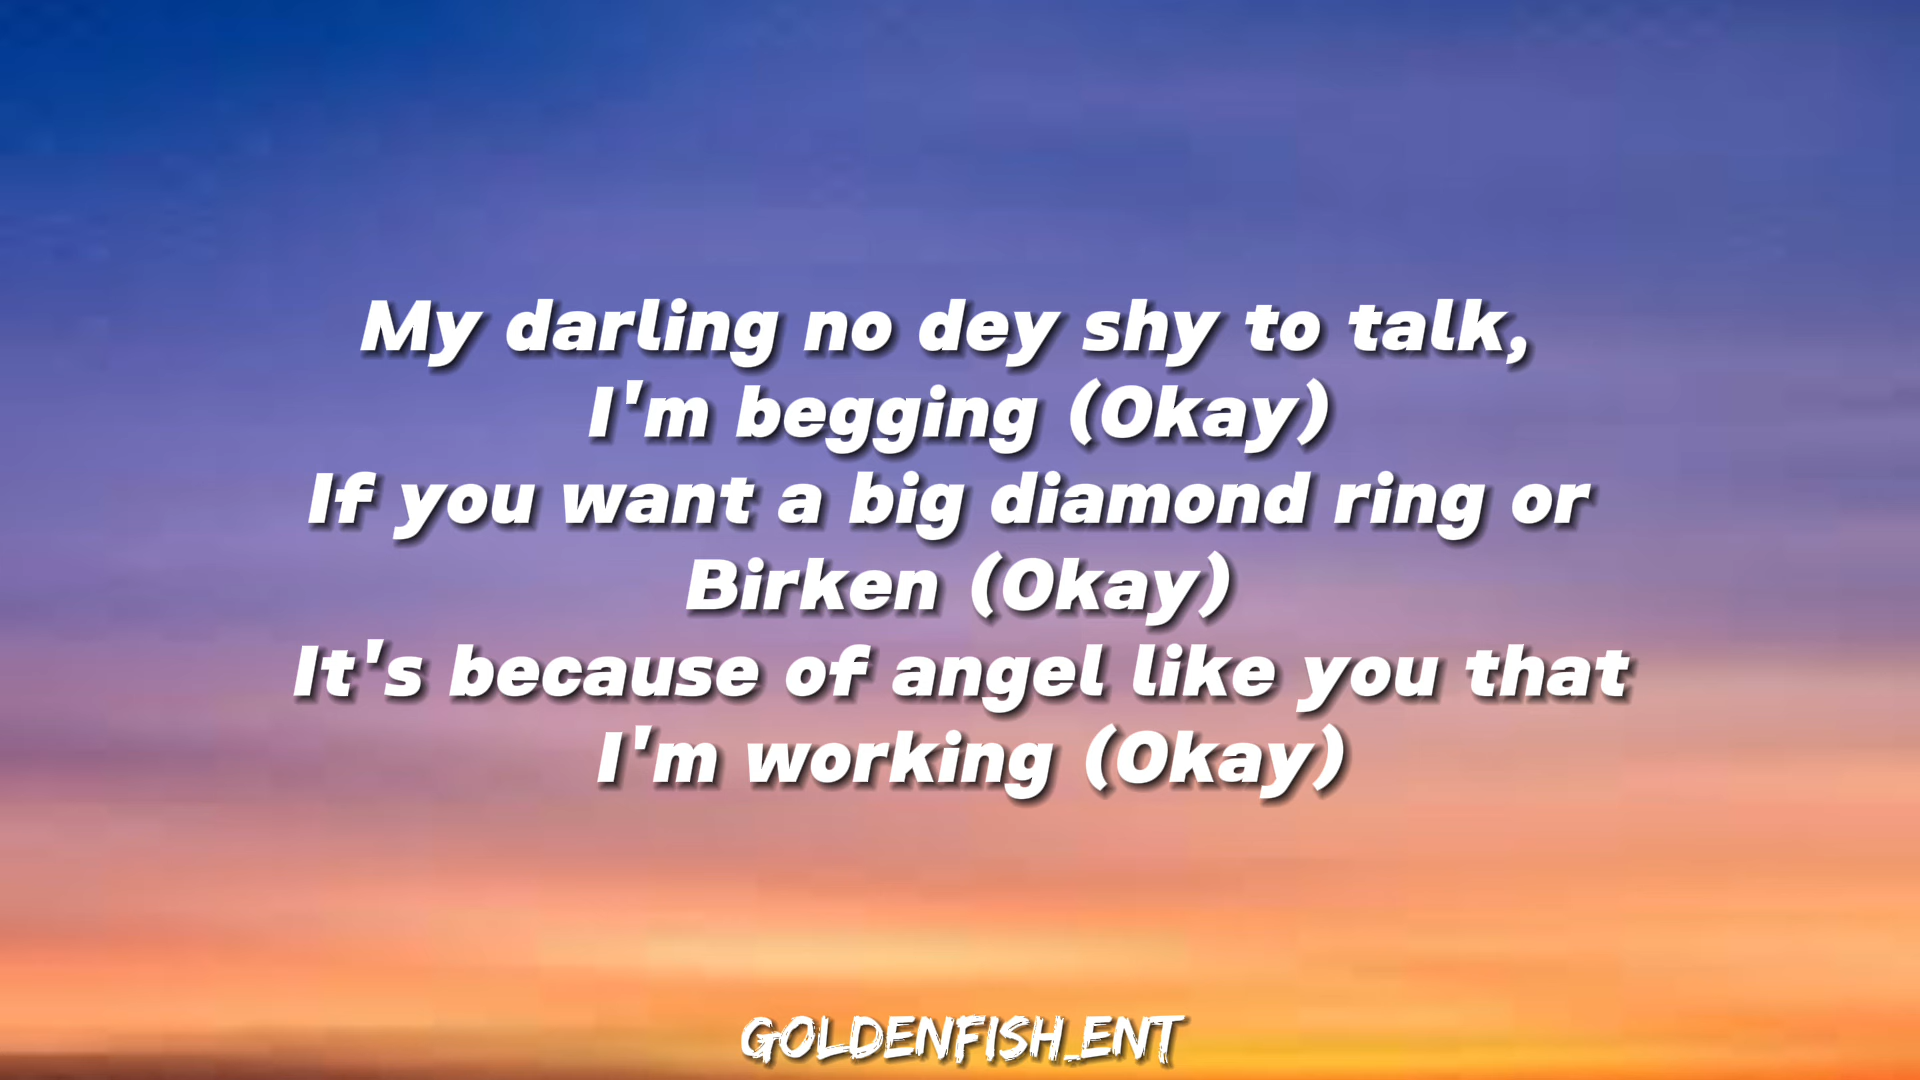 My darling no dey shy to talk,
I'm begging (Okay)
If you want a big diamond ring or
Birken (Okay)
It's because of angel like you that
I'm working (Okay)
GOLDENFISH_ENT